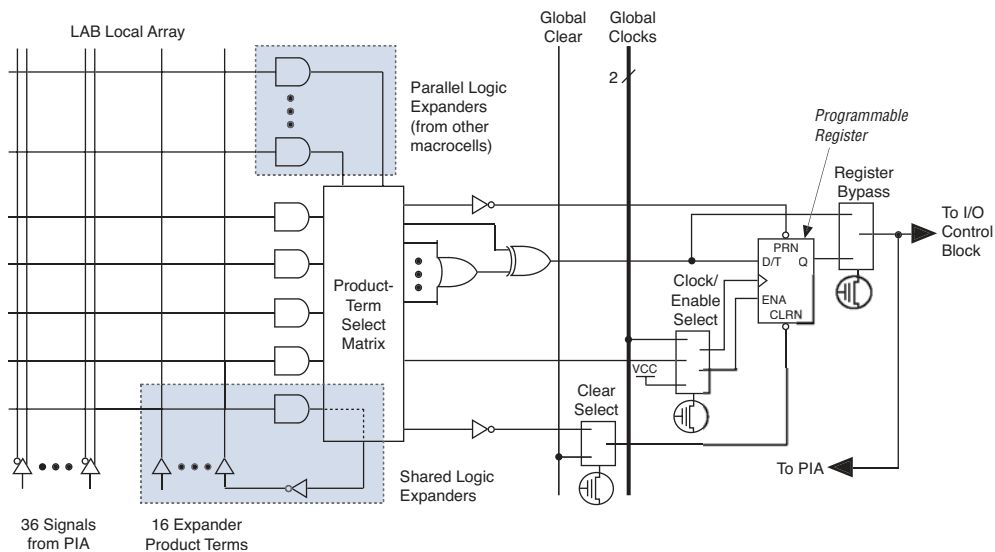 LAB Local Array
Global
Clear
Global
Clocks
2
Parallel Logic
Expanders
(from other
macrocells)
Programmable
Register
Register
Bypass
To I/O
Control
Block
PRN
D/T
Q
ENA
CLRN
Clock/
Enable
Select
Product-
Term
Select
Matrix
VCC
Clear
Select
To PIA
Shared Logic
Expanders
36 Signals
from PIA
16 Expander
Product Terms